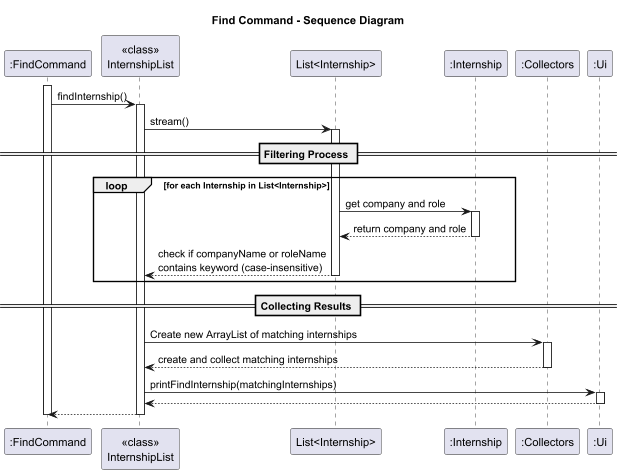 Find Command - Sequence Diagram
:FindCommand
«class»
InternshipList
List<Internship>
:Internship
:Collectors
:Ui
findInternship()
stream()
Filtering Process
loop
[for each Internship in List<Internship>]
get company and role
return company and role
check if companyName or roleName
contains keyword (case-insensitive)
Collecting Results
Create new ArrayList of matching internships
create and collect matching internships
printFindInternship(matchingInternships)
:FindCommand
«class»
InternshipList
List<Internship>
:Internship
:Collectors
:Ui